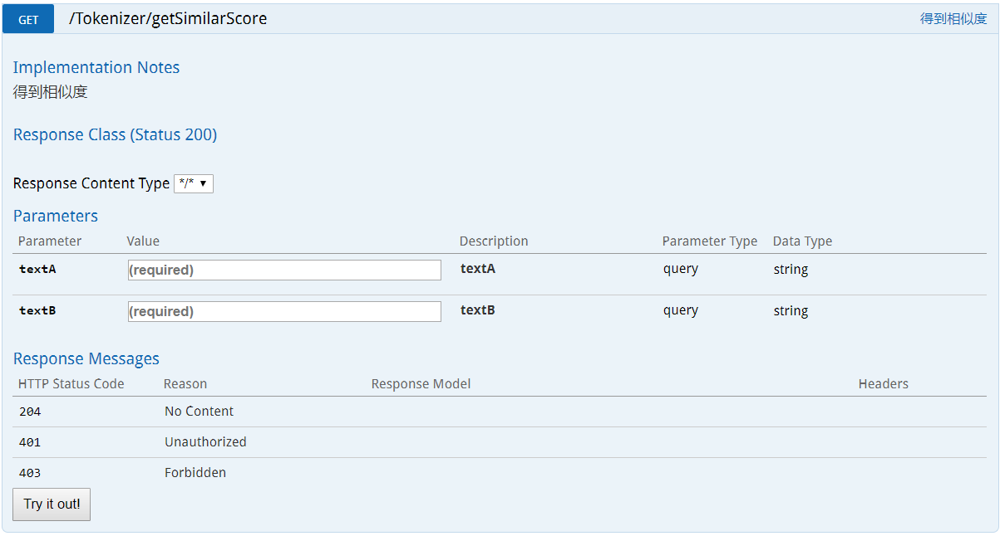 GET /Tokenizer/getSimilarScore 得到相似度
Implementation Notes
得到相似度
Response Class (Status 200)
Response Content Type */* ▼
Parameters
Parameter Value Description Parameter Type Data Type
textA (required) textA query string
textB (required) textB query string
Response Messages
HTTP Status Code Reason Response Model Headers
204 No Content
401 Unauthorized
403 Forbidden
Try it out!